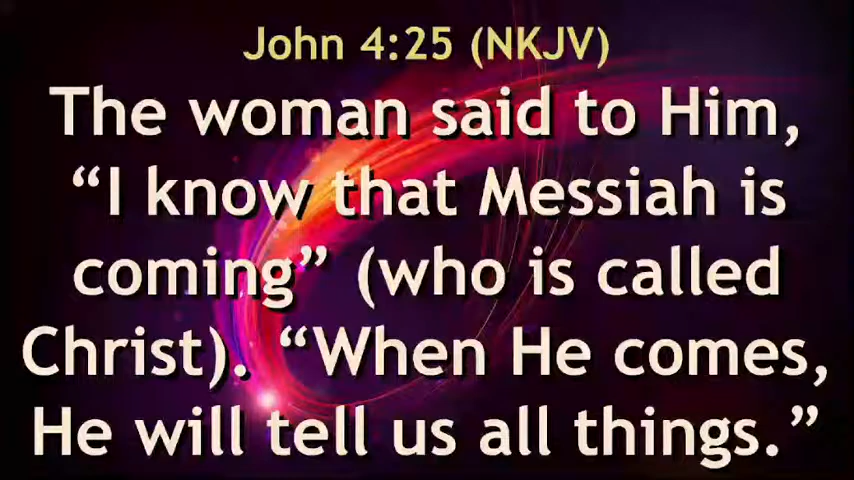 John 4:25 (NKJV)
The woman said to Him,
“I know that Messiah is
coming” (who is called
Christ). “When He comes,
He will tell us all things.”